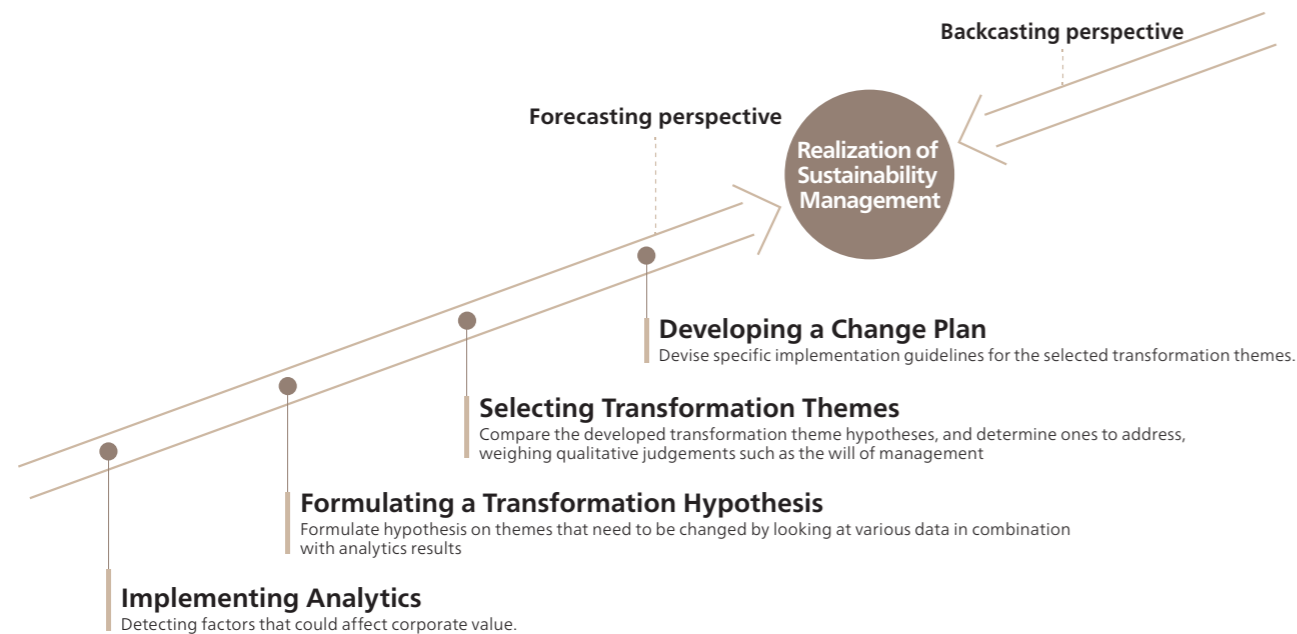 Backcasting perspective
Forecasting perspective
Realization of
Sustainability
Management
Developing a Change Plan
Devise specific implementation guidelines for the selected transformation themes.
Selecting Transformation Themes
Compare the developed transformation theme hypotheses, and determine ones to address,
weighing qualitative judgements such as the will of management
Formulating a Transformation Hypothesis
Formulate hypothesis on themes that need to be changed by looking at various data in combination
with analytics results
Implementing Analytics
Detecting factors that could affect corporate value.